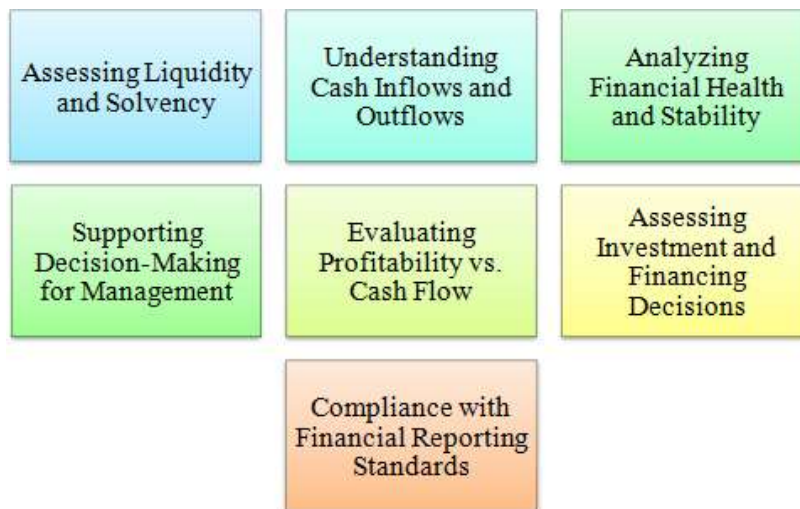 Assessing Liquidity
and Solvency
Understanding
Cash Inflows and
Outflows
Analyzing
Financial Health
and Stability
Supporting
Decision-Making
for Management
Evaluating
Profitability vs.
Cash Flow
Assessing
Investment and
Financing
Decisions
Compliance with
Financial Reporting
Standards